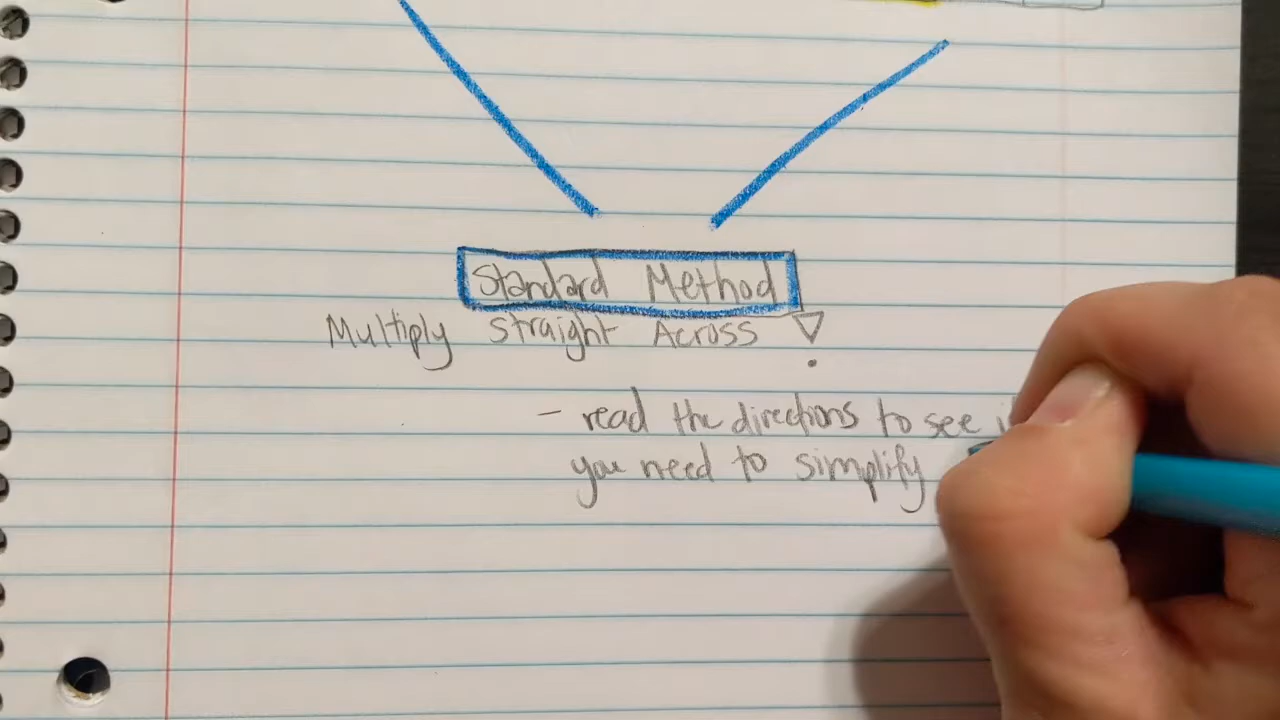 Standard Method
Multiply straight Across !
- read the directions to see
you need to simplify